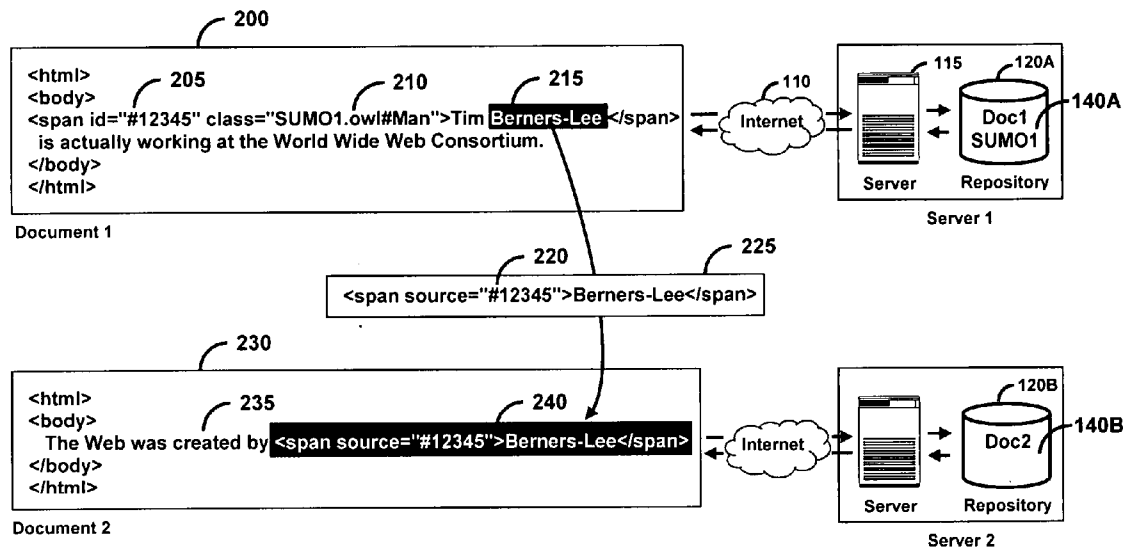 200
<html>
<body>
205
210
215
<span id="#12345" class="SUMO1.owl#Man">Tim Berners-Lee </span>
is actually working at the World Wide Web Consortium.
</body>
</html>
Document 1
110
Internet
115
120A
140A
Doc1
SUMO1
Server
Repository
Server 1
220
225
<span source="#12345">Berners-Lee</span>
230
<html>
<body>
235
240
The Web was created by <span source="#12345">Berners-Lee</span>
</body>
</html>
Document 2
Internet
120B
140B
Doc2
Server
Repository
Server 2